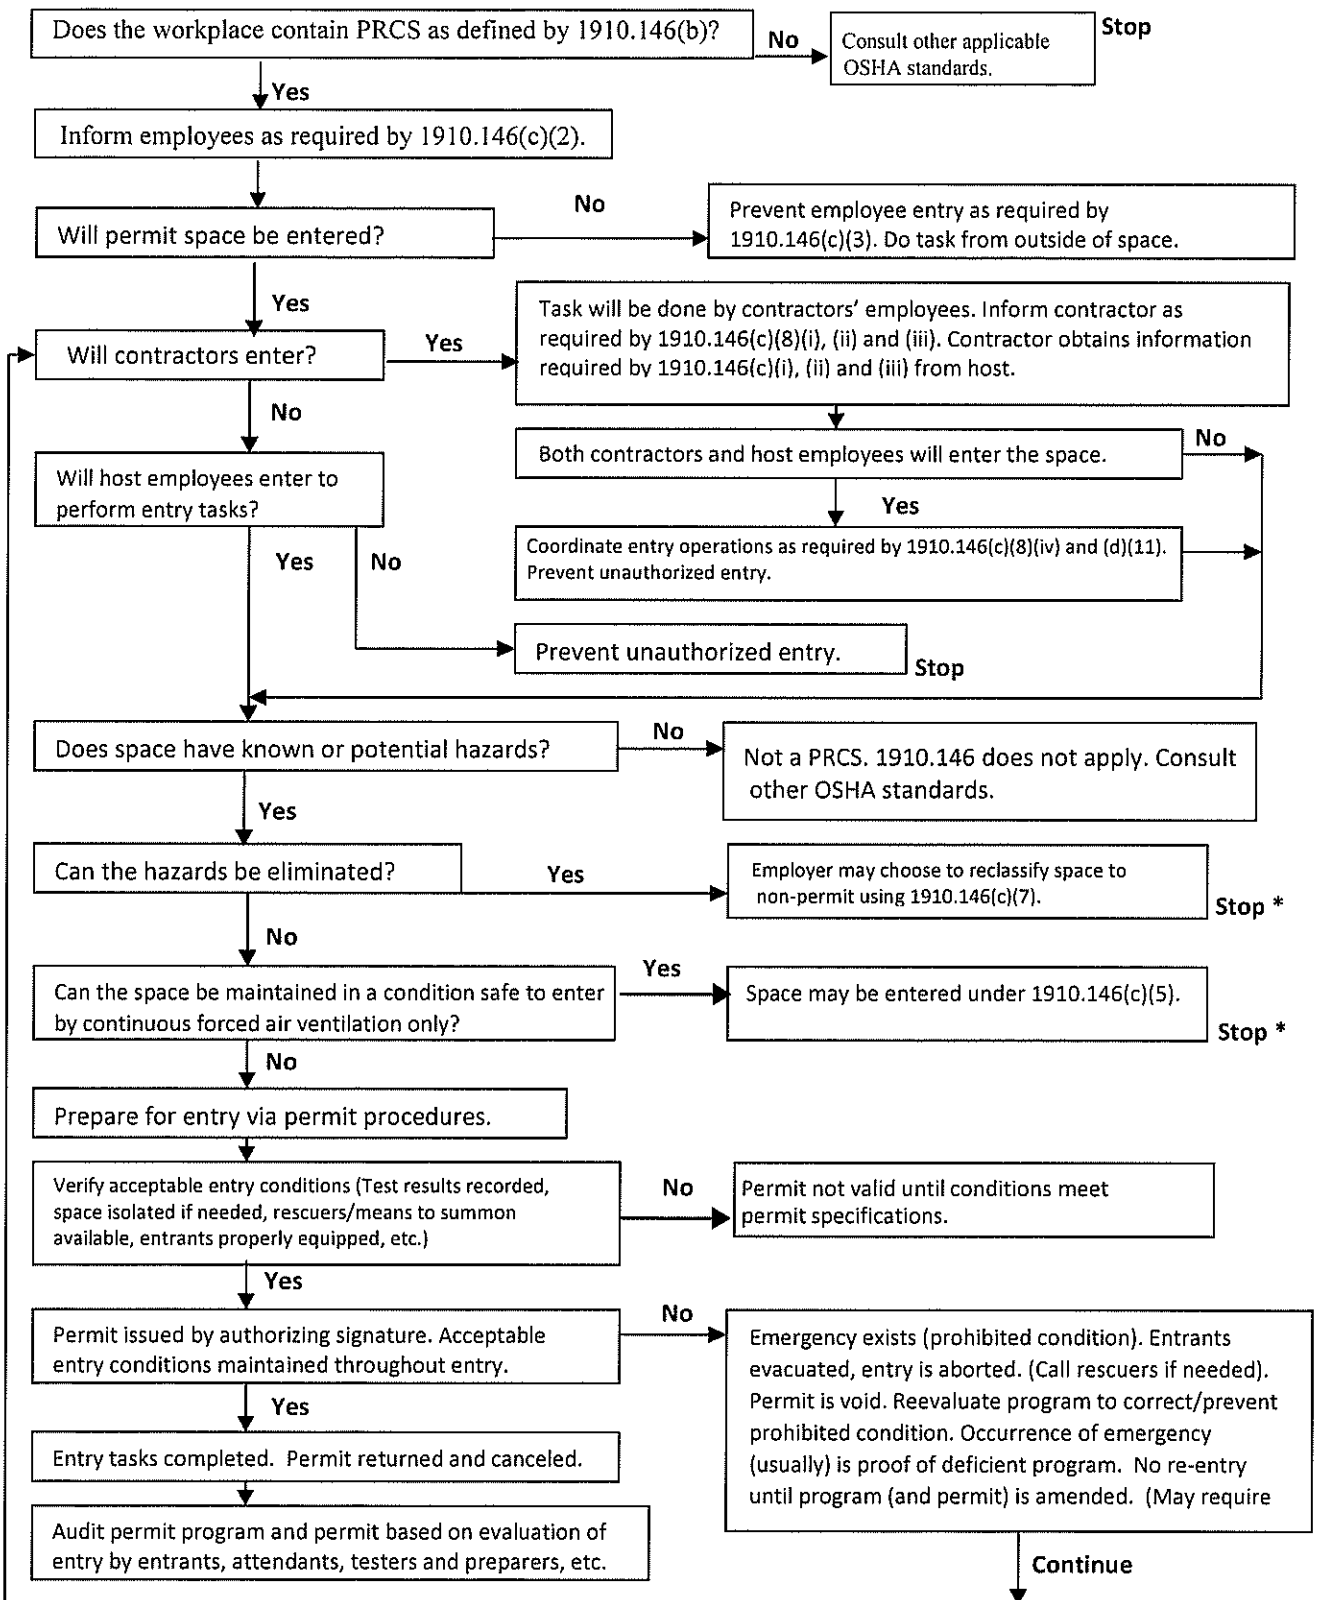 Does the workplace contain PRCS as defined by 1910.146(b)?
No
Consult other applicable
OSHA standards.
Stop
Yes
Inform employees as required by 1910.146(c)(2).
Will permit space be entered?
No
Prevent employee entry as required by
1910.146(c)(3). Do task from outside of space.
Yes
Will contractors enter?
Yes
Task will be done by contractors' employees. Inform contractor as
required by 1910.146(c)(8)(i), (ii) and (iii). Contractor obtains information
required by 1910.146(c)(i), (ii) and (iii) from host.
No
Both contractors and host employees will enter the space.
No
Will host employees enter to
perform entry tasks?
Yes
Coordinate entry operations as required by 1910.146(c)(8)(iv) and (d)(11).
Prevent unauthorized entry.
Yes
No
Prevent unauthorized entry.
Stop
Does space have known or potential hazards?
No
Not a PRCS. 1910.146 does not apply. Consult
other OSHA standards.
Yes
Can the hazards be eliminated?
Yes
Employer may choose to reclassify space to
non-permit using 1910.146(c)(7).
Stop *
No
Can the space be maintained in a condition safe to enter
by continuous forced air ventilation only?
Yes
Space may be entered under 1910.146(c)(5).
Stop *
No
Prepare for entry via permit procedures.
Verify acceptable entry conditions (Test results recorded,
space isolated if needed, rescuers/means to summon
available, entrants properly equipped, etc.)
No
Permit not valid until conditions meet
permit specifications.
Yes
Permit issued by authorizing signature. Acceptable
entry conditions maintained throughout entry.
No
Emergency exists (prohibited condition). Entrants
evacuated, entry is aborted. (Call rescuers if needed).
Permit is void. Reevaluate program to correct/prevent
prohibited condition. Occurrence of emergency
(usually) is proof of deficient program. No re-entry
until program (and permit) is amended. (May require
Yes
Entry tasks completed. Permit returned and canceled.
Audit permit program and permit based on evaluation of
entry by entrants, attendants, testers and preparers, etc.
Continue